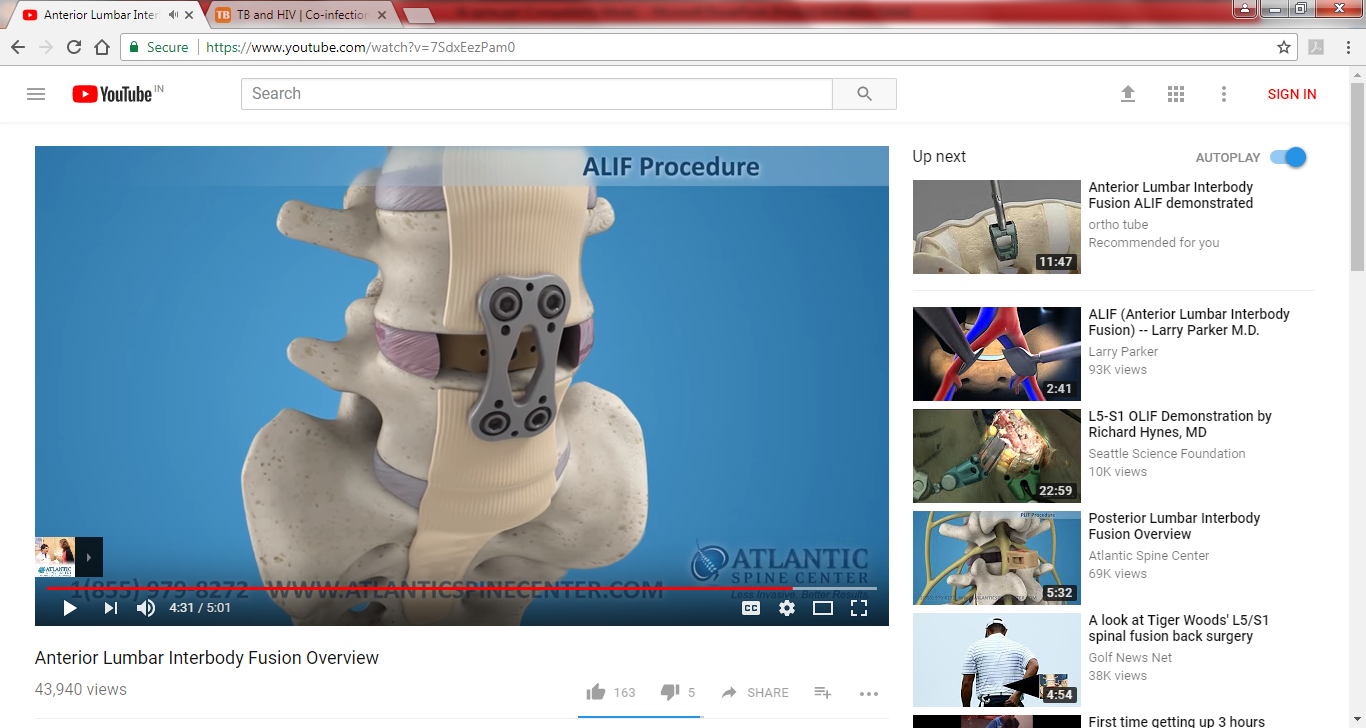 Anterior Lumbar Inter
TB and HIV | Co-infection
Secure
https://www.youtube.com/watch?v=7SdxEezPam0
YouTube IN
Search
SIGN IN
ALIF Procedure
ATLANTIC
SPINE CENTER
Less Invasive. Better Results.
1(855) 979-8272 WWW.ATLANTICSPINECENTER.COM
4:31 / 5:01
CC
Anterior Lumbar Interbody Fusion Overview
43,940 views
163
5
SHARE
Up next
AUTOPLAY
11:47
Anterior Lumbar Interbody
Fusion ALIF demonstrated
ortho tube
Recommended for you
2:41
ALIF (Anterior Lumbar Interbody
Fusion) -- Larry Parker M.D.
Larry Parker
93K views
22:59
L5-S1 OLIF Demonstration by
Richard Hynes, MD
Seattle Science Foundation
10K views
PLIF Procedure
5:32
Posterior Lumbar Interbody
Fusion Overview
Atlantic Spine Center
69K views
4:54
A look at Tiger Woods' L5/S1
spinal fusion back surgery
Golf News Net
38K views
First time getting up 3 hours